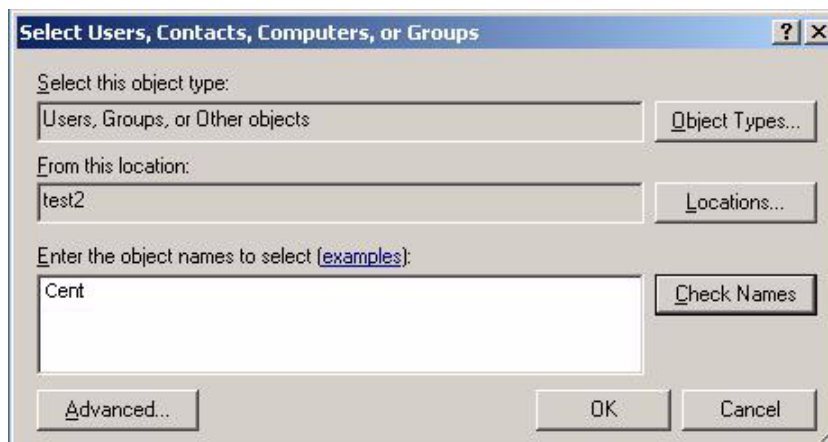 Select Users, Contacts, Computers, or Groups
Select this object type:
Users, Groups, or Other objects
Object Types...
From this location:
test2
Locations...
Enter the object names to select (examples):
Cent
Check Names
Advanced...
OK
Cancel